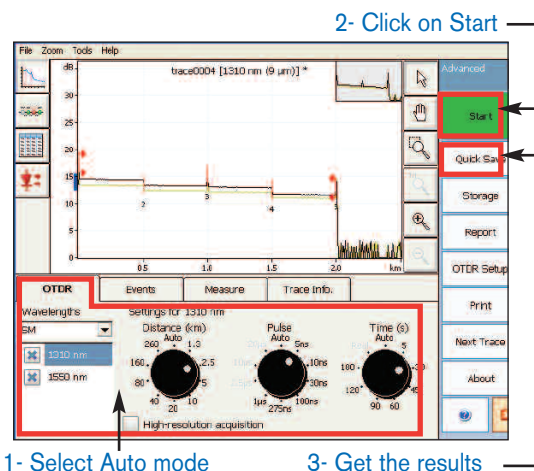 2- Click on Start
File Zoom Tools Help
dB
trace0004 [1310 nm (9 µm)] *
Advanced
30
25
20
15
10
5
0
2
3
4
5
0.5
1.0
1.5
2.0
km
Start
Quick Save
Storage
Report
OTDR Setup
Print
Next Trace
About
OTDR
Events
Measure
Trace Info.
Wavelengths
SM
1310 nm
1550 nm
Settings for 1310 nm
Distance (km)
Auto
260
1.3
160
2.5
80
5
40
10
20
Pulse
Auto
5ns
10ns
30ns
1µs
100ns
275ns
Time (s)
Auto
5
180
30
120
45
90
60
High-resolution acquisition
1- Select Auto mode
3- Get the results